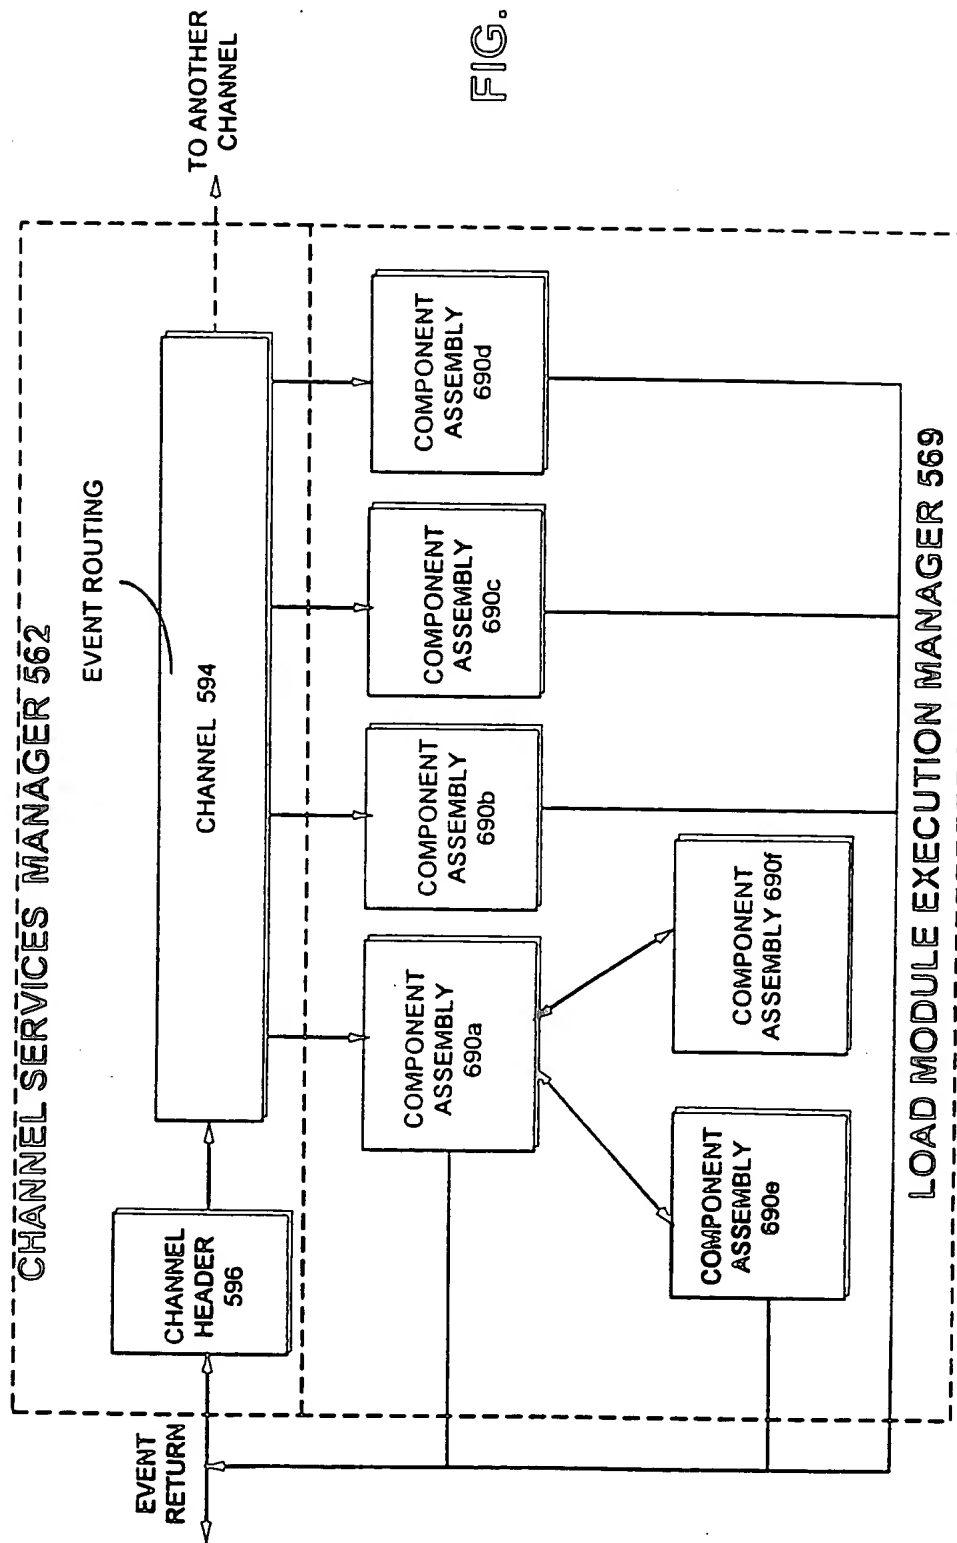 CHANNEL SERVICES MANAGER 562
EVENT
RETURN
CHANNEL
HEADER
596
EVENT ROUTING
CHANNEL 594
TO ANOTHER
CHANNEL
COMPONENT
ASSEMBLY
690a
COMPONENT
ASSEMBLY
690b
COMPONENT
ASSEMBLY
690c
COMPONENT
ASSEMBLY
690d
COMPONENT
ASSEMBLY
690e
COMPONENT
ASSEMBLY 690f
LOAD MODULE EXECUTION MANAGER 569
FIG.